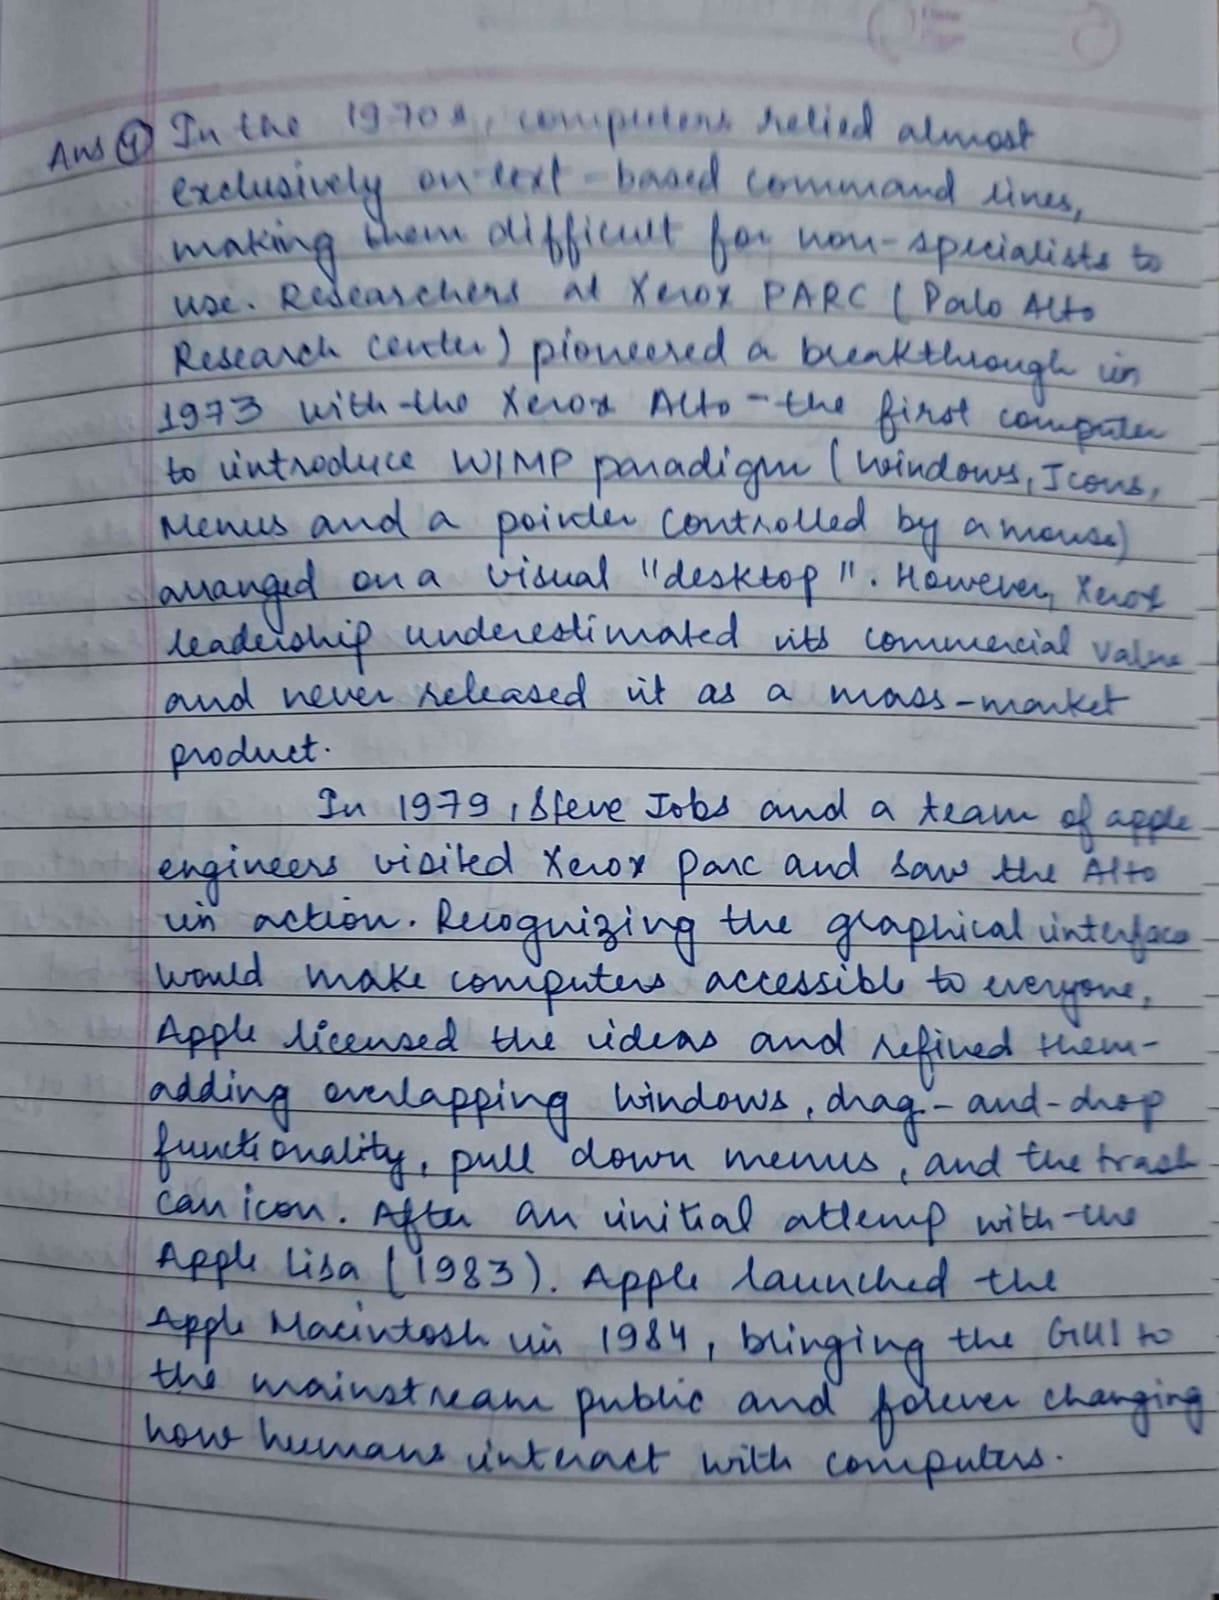 Ans ④ In the 1970s, computers relied almost
exclusively on text-based command lines,
making them difficult for non-specialists to
use. Researchers at Xerox PARC (Palo Alto
Research center) pioneered a breakthrough in
1973 with the Xerox Alto - the first computer
to introduce WIMP paradigm (Windows, Icons,
Menus and a pointer controlled by a mouse)
arranged on a visual "desktop". However, Xerox
leadership underestimated its commercial value
and never released it as a mass-market
product.
In 1979, Steve Jobs and a team of apple
engineers visited Xerox Parc and saw the Alto
in action. Recognizing the graphical interface
would make computers accessible to everyone,
Apple licensed the ideas and refined them-
adding overlapping windows, drag-and-drop
functionality, pull down menus, and the trash
can icon. After an initial attemp with the
Apple Lisa (1983). Apple launched the
Apple Macintosh in 1984, bringing the GUI to
the mainstream public and forever changing
how humans interact with computers.